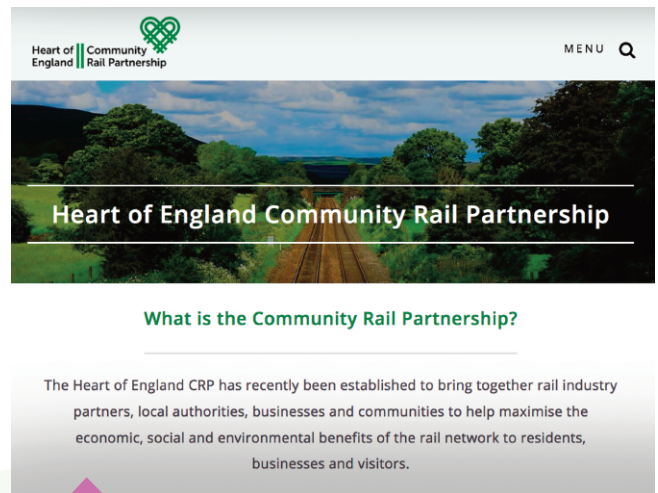 Heart of Community
England Rail Partnership
MENU
Heart of England Community Rail Partnership
What is the Community Rail Partnership?
The Heart of England CRP has recently been established to bring together rail industry
partners, local authorities, businesses and communities to help maximise the
economic, social and environmental benefits of the rail network to residents,
businesses and visitors.